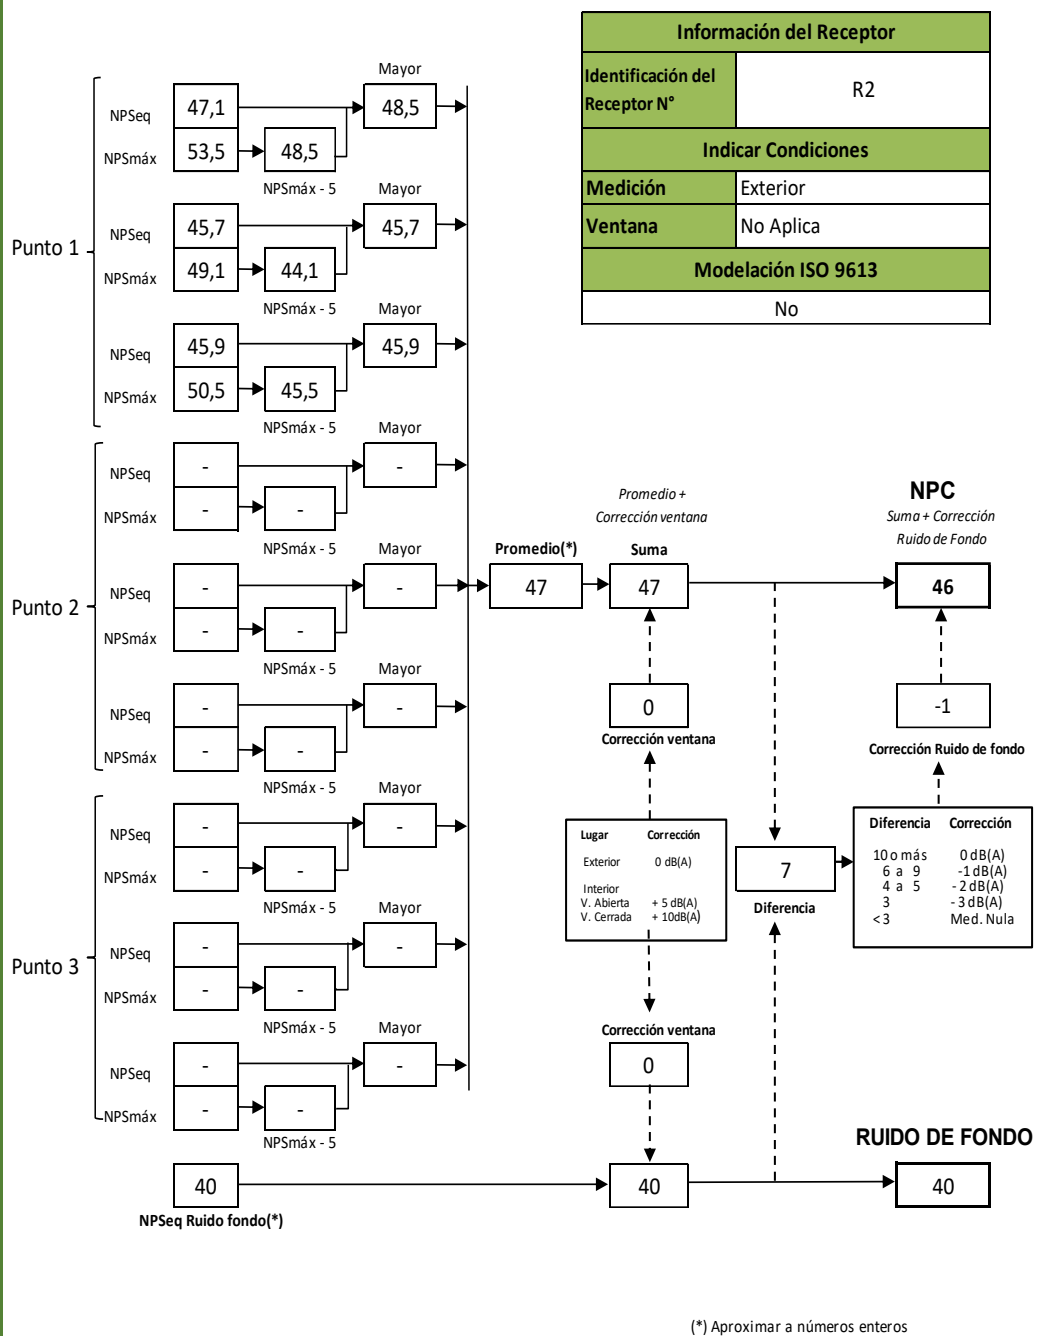 Información del Receptor
Identificación del Receptor N° R2
Indicar Condiciones
Medición Exterior
Ventana No Aplica
Modelación ISO 9613
No
Punto 1
Mayor
NPSeq 47,1 48,5
NPSmáx 53,5 48,5
NPSmáx - 5 Mayor
NPSeq 45,7 45,7
NPSmáx 49,1 44,1
NPSmáx - 5 Mayor
NPSeq 45,9 45,9
NPSmáx 50,5 45,5
NPSmáx - 5 Mayor
Punto 2
NPSeq - -
NPSmáx - -
NPSmáx - 5 Mayor
NPSeq - -
NPSmáx - -
NPSmáx - 5 Mayor
NPSeq - -
NPSmáx - -
NPSmáx - 5 Mayor
Punto 3
NPSeq - -
NPSmáx - -
NPSmáx - 5 Mayor
NPSeq - -
NPSmáx - -
NPSmáx - 5 Mayor
NPSeq - -
NPSmáx - -
NPSmáx - 5
Promedio(*)
47
Promedio +
Corrección ventana
Suma
47
0
Corrección ventana
NPC
Suma + Corrección
Ruido de Fondo
46
-1
Corrección Ruido de fondo
Lugar Corrección
Exterior 0 dB(A)
Interior
V. Abierta + 5 dB(A)
V. Cerrada + 10dB(A)
7
Diferencia
Diferencia Corrección
10 o más 0 dB(A)
6 a 9 -1 dB(A)
4 a 5 - 2 dB(A)
3 - 3 dB(A)
< 3 Med. Nula
Corrección ventana
0
RUIDO DE FONDO
40 40 40
NPSeq Ruido fondo(*)
(*) Aproximar a números enteros